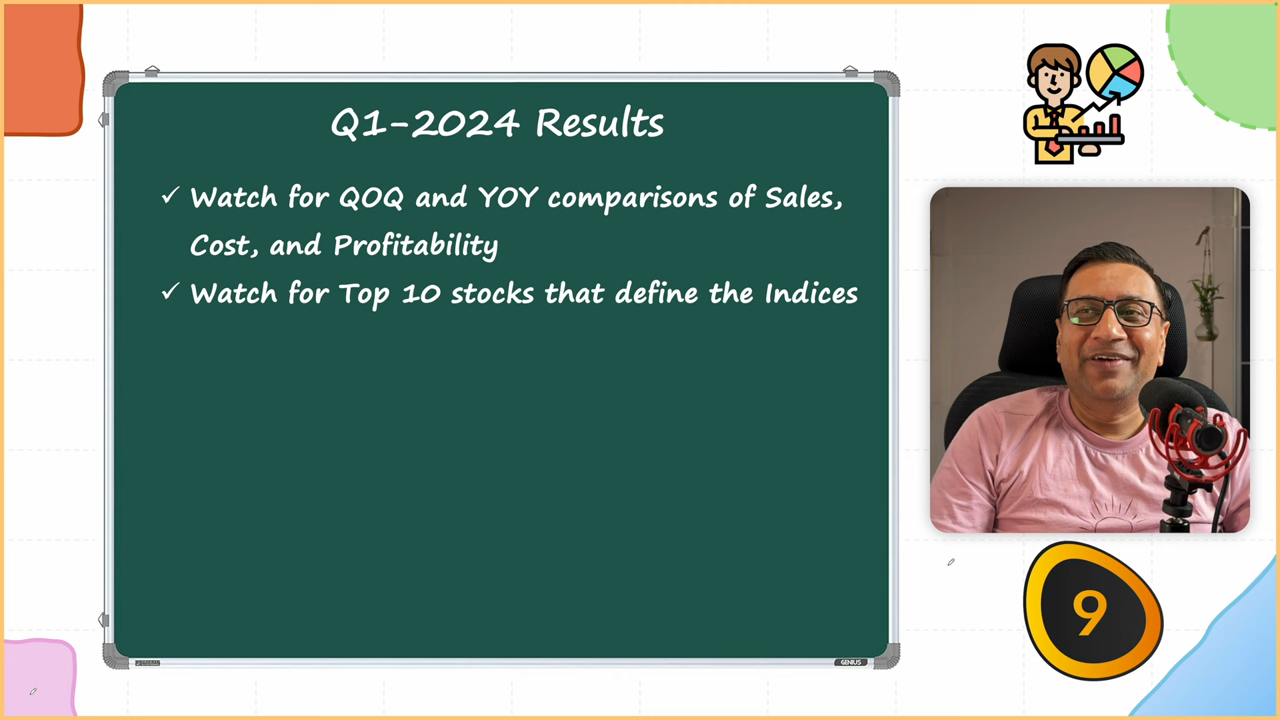 Q1-2024 Results
✓ Watch for QOQ and YOY comparisons of Sales,
Cost, and Profitability
✓ Watch for Top 10 stocks that define the Indices
9
GENIUS